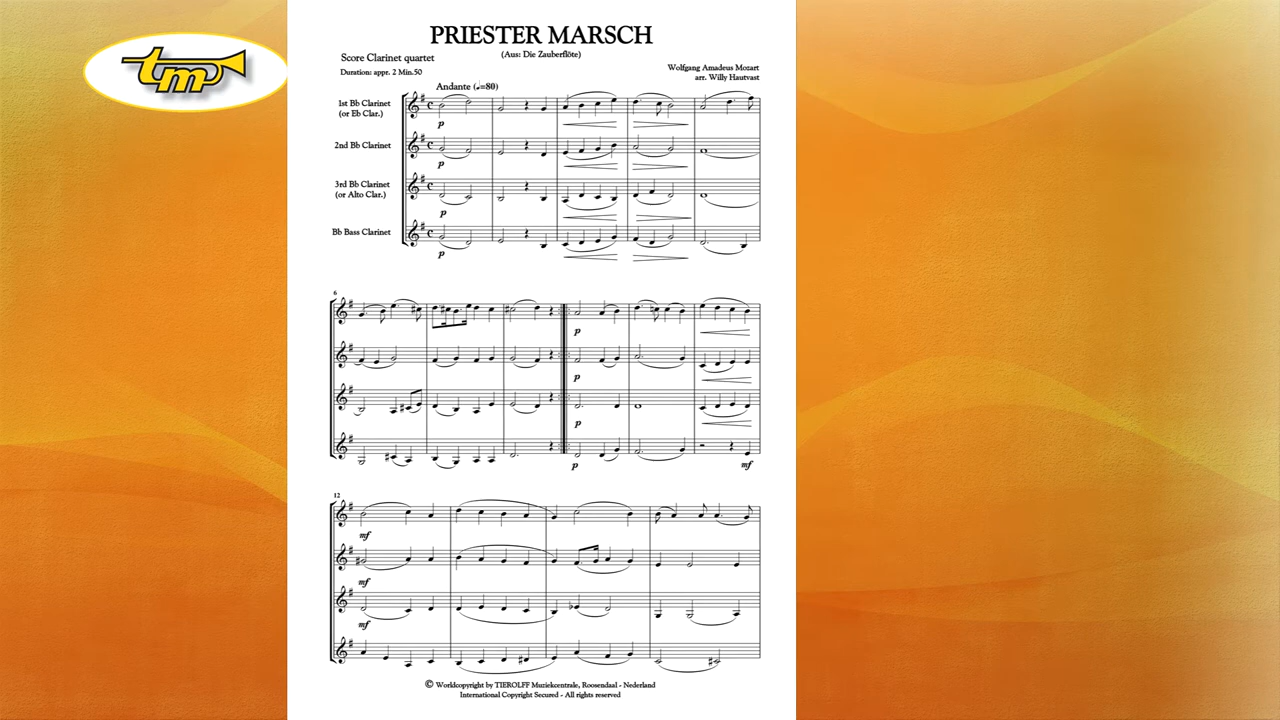 tm
PRIESTER MARSCH
(Aus: Die Zauberflöte)
Score Clarinet quartet
Duration: appr. 2 Min.50
Wolfgang Amadeus Mozart
arr. Willy Hautvast
Andante (♩=80)
1st Bb Clarinet
(or Eb Clar.)
p
2nd Bb Clarinet
p
3rd Bb Clarinet
(or Alto Clar.)
p
Bb Bass Clarinet
p
6
p
p
p
p
mf
12
mf
mf
mf
© Worldcopyright by TIEROLFF Muziekcentrale, Roosendaal - Nederland
International Copyright Secured - All rights reserved